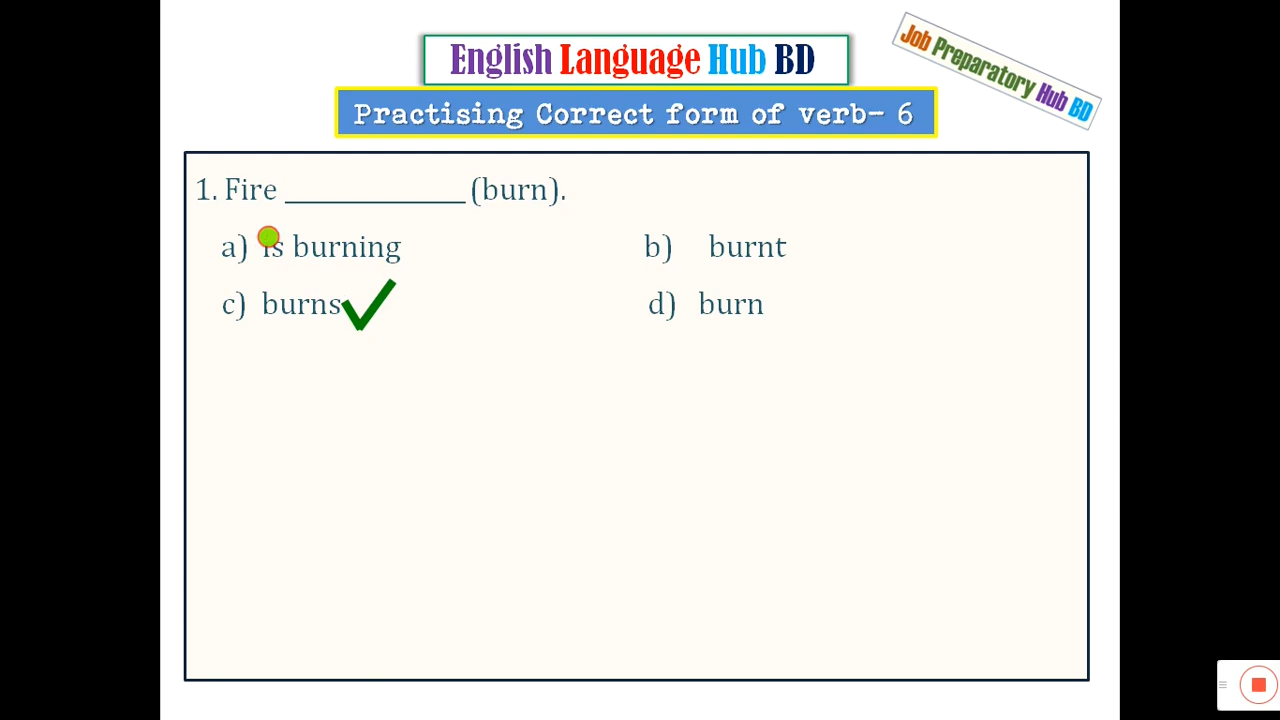 English Language Hub BD
Job Preparatory Hub BD
Practising Correct form of verb- 6
1. Fire ____________ (burn).
a) is burning b) burnt
c) burns d) burn